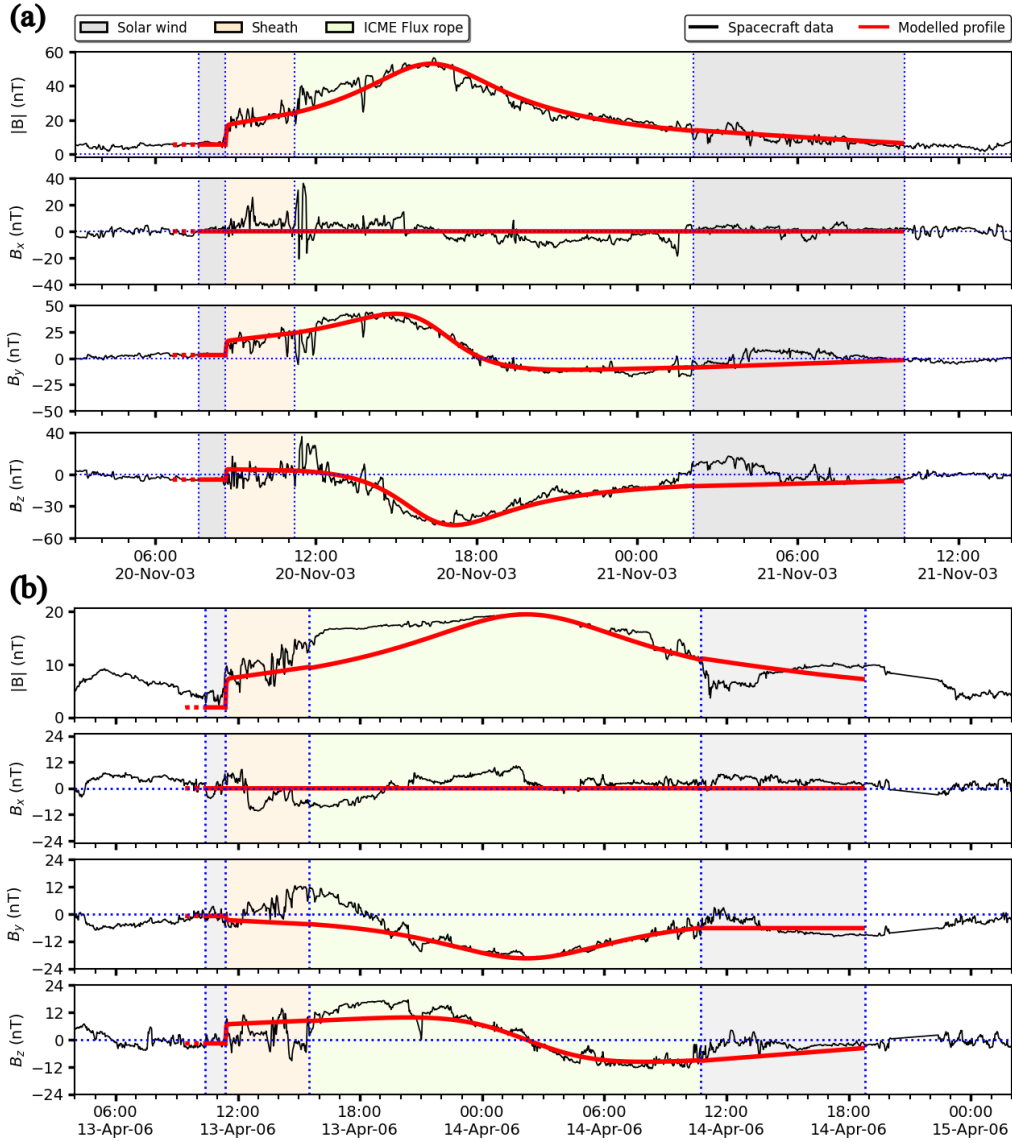 (a)
Solar wind Sheath ICME Flux rope Spacecraft data Modelled profile
60
40
20
0
|B| (nT)
40
20
0
−20
−40
Bx (nT)
50
25
0
−25
−50
By (nT)
40
0
−30
−60
Bz (nT)
06:00 12:00 18:00 00:00 06:00 12:00
20-Nov-03 20-Nov-03 20-Nov-03 21-Nov-03 21-Nov-03 21-Nov-03
(b)
20
10
0
|B| (nT)
24
12
0
−12
−24
Bx (nT)
24
12
0
−12
−24
By (nT)
24
12
0
−12
−24
Bz (nT)
06:00 12:00 18:00 00:00 06:00 12:00 18:00 00:00
13-Apr-06 13-Apr-06 13-Apr-06 14-Apr-06 14-Apr-06 14-Apr-06 14-Apr-06 15-Apr-06